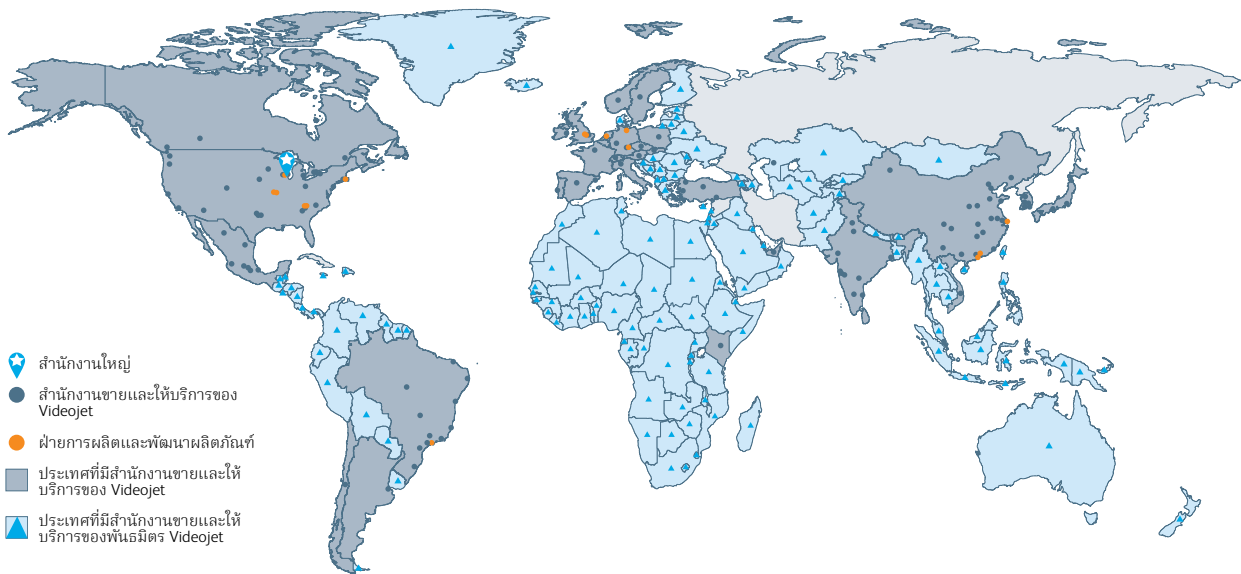 สำนักงานใหญ่
สำนักงานขายและให้บริการของ
Videojet
ฝ่ายการผลิตและพัฒนาผลิตภัณฑ์
ประเทศที่มีสำนักงานขายและให้
บริการของ Videojet
ประเทศที่มีสำนักงานขายและให้
บริการของพันธมิตร Videojet